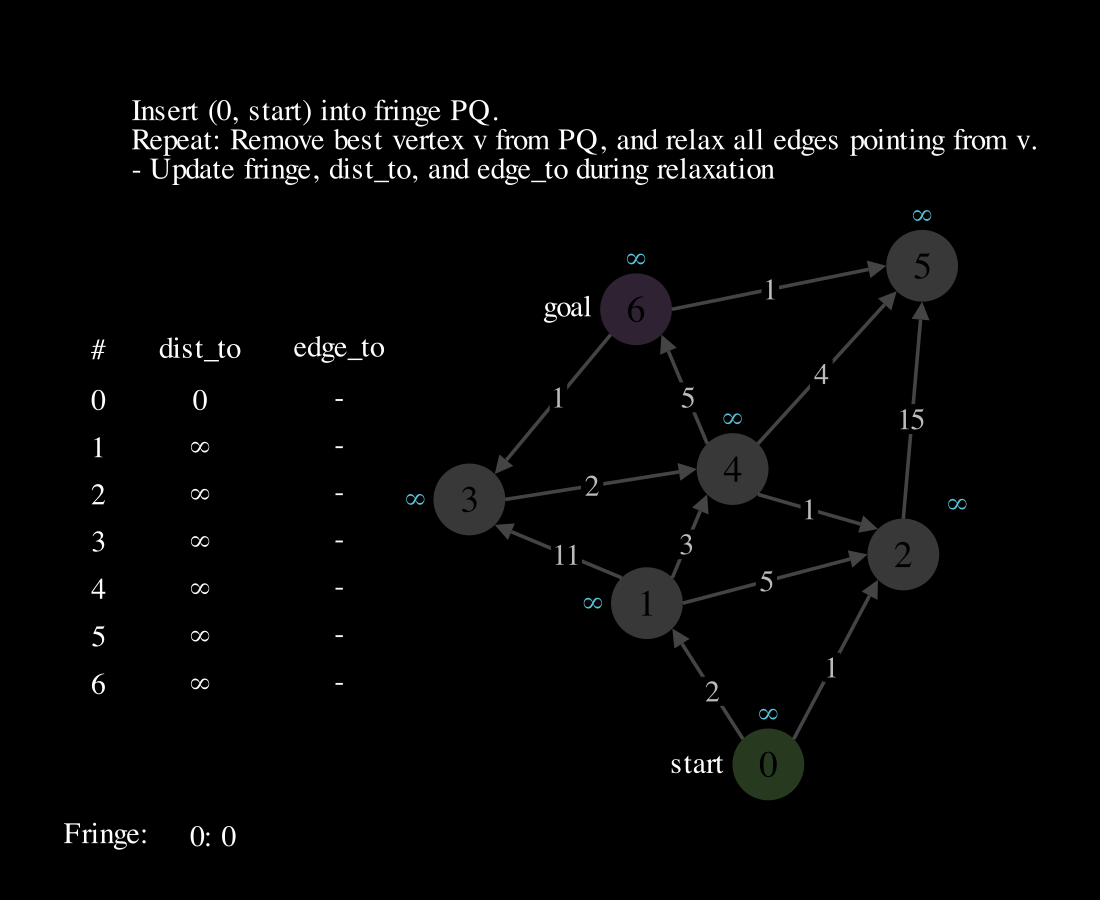 Insert (0, start) into fringe PQ.
Repeat: Remove best vertex v from PQ, and relax all edges pointing from v.
- Update fringe, dist_to, and edge_to during relaxation
∞
5
∞
goal 6
1
# dist_to edge_to
0 0 -
1 ∞ -
2 ∞ -
3 ∞ -
4 ∞ -
5 ∞ -
6 ∞ -
4
1
5
15
∞
4
∞ 3
2
1
∞
2
3
11
5
∞ 1
1
2
∞
start 0
Fringe: 0: 0